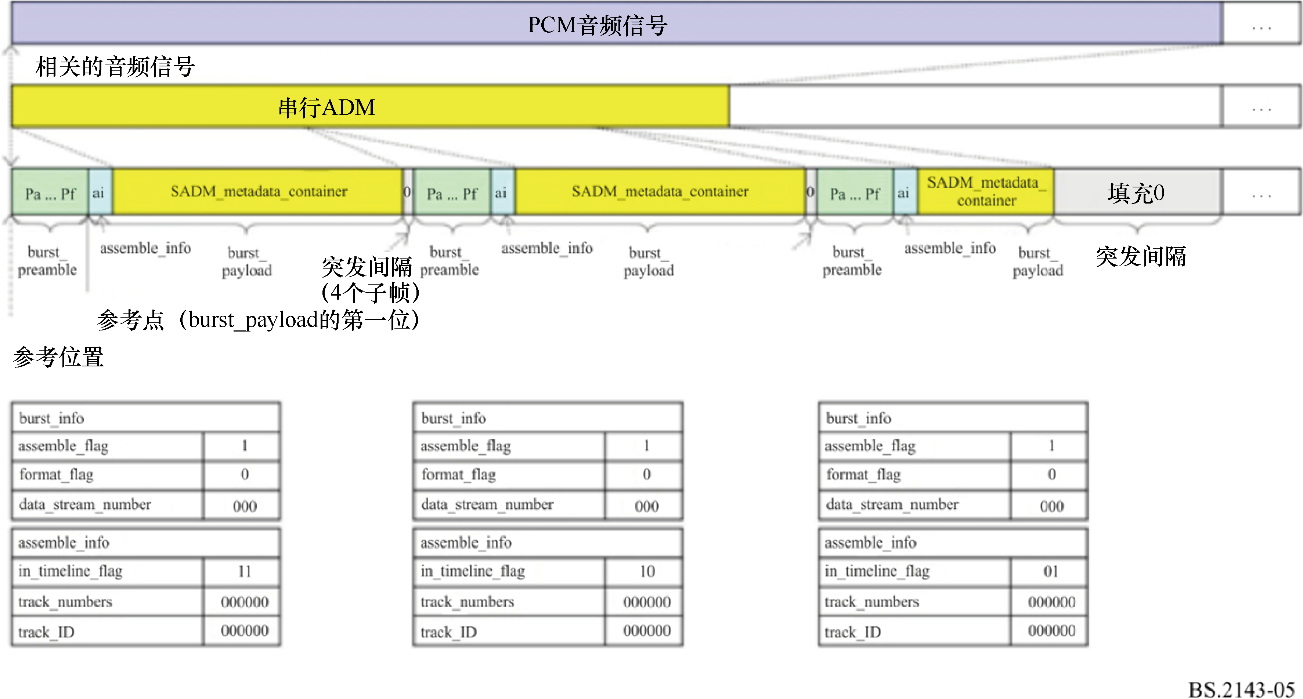 PCM音频信号
...
相关的音频信号
串行ADM
...
Pa ... Pf ai SADM_metadata_container 0 Pa ... Pf ai SADM_metadata_container 0 Pa ... Pf ai SADM_metadata_
container 填充0 ...
burst_
preamble
assemble_info
burst_
payload
突发间隔
(4个子帧)
burst_
preamble
assemble_info
burst_
payload
burst_
preamble
assemble_info
burst_
payload
突发间隔
参考点（burst_payload的第一位）
参考位置
burst_info
assemble_flag 1
format_flag 0
data_stream_number 000
assemble_info
in_timeline_flag 11
track_numbers 000000
track_ID 000000
burst_info
assemble_flag 1
format_flag 0
data_stream_number 000
assemble_info
in_timeline_flag 10
track_numbers 000000
track_ID 000000
burst_info
assemble_flag 1
format_flag 0
data_stream_number 000
assemble_info
in_timeline_flag 01
track_numbers 000000
track_ID 000000
BS.2143-05